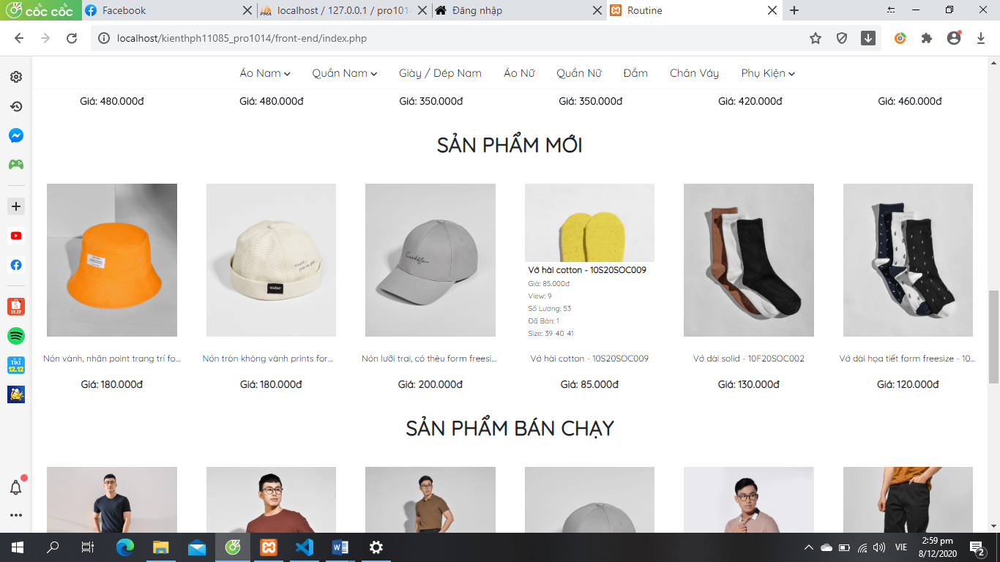 cốc cốc
Facebook
localhost / 127.0.0.1 / pro1014
Đăng nhập
Routine
localhost/kienthph11085_pro1014/front-end/index.php
Áo Nam
Quần Nam
Giày / Dép Nam
Áo Nữ
Quần Nữ
Đầm
Chân Váy
Phụ Kiện
Giá: 480.000đ
Giá: 480.000đ
Giá: 350.000đ
Giá: 350.000đ
Giá: 420.000đ
Giá: 460.000đ
SẢN PHẨM MỚI
Vớ hài cotton - 10S20SOC009
Giá: 85.000đ
View: 9
Số Lượng: 53
Đã Bán: 1
Size: 39 40 41
Nón vành, nhãn point trang trí fo...
Nón tròn không vành prints for...
Nón lưỡi trai, có thêu form freesi...
Vớ hài cotton - 10S20SOC009
Vớ dài solid - 10F20SOC002
Vớ dài họa tiết form freesize - 10...
Giá: 180.000đ
Giá: 180.000đ
Giá: 200.000đ
Giá: 85.000đ
Giá: 130.000đ
Giá: 120.000đ
SẢN PHẨM BÁN CHẠY
12.12
TIKI
12.12
VIE
2:59 pm
8/12/2020
2